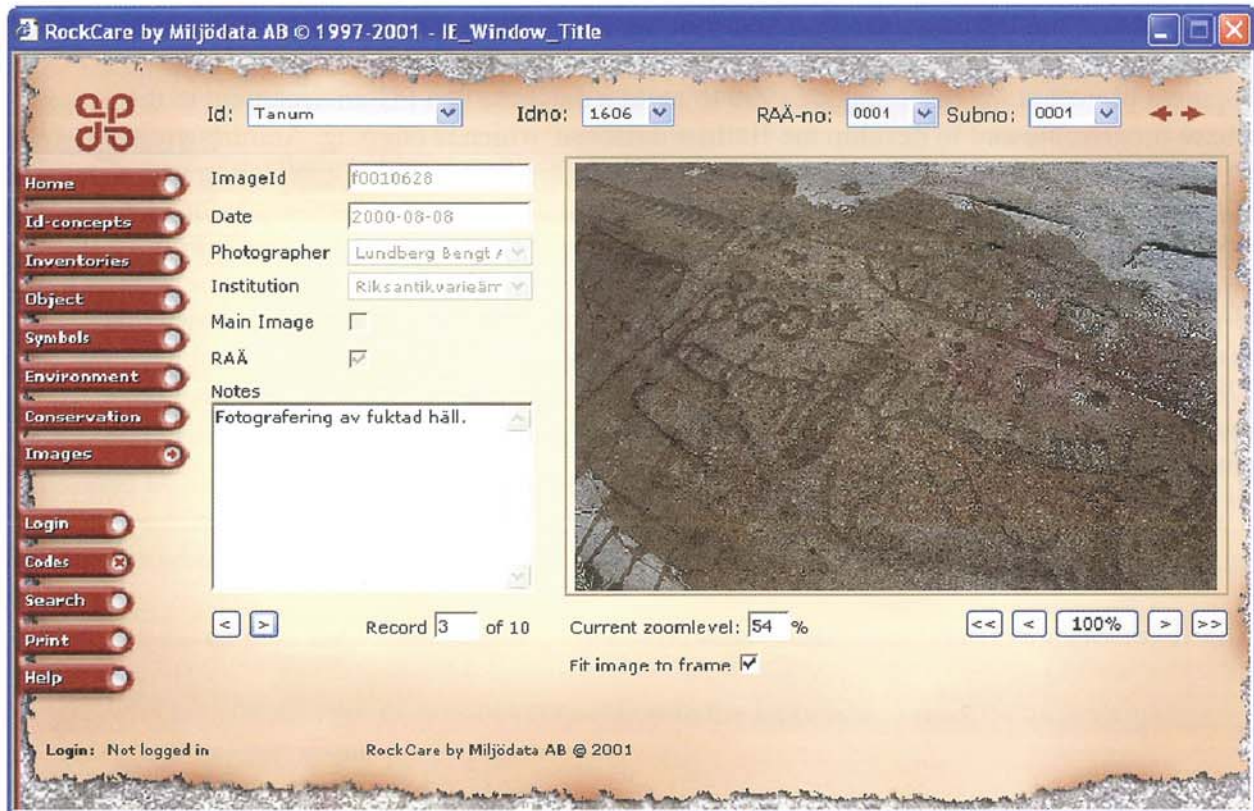 RockCare by Miljödata AB © 1997-2001 - IE_Window_Title
Id: Tanum Idno: 1606 RAÄ-no: 0001 Subno: 0001
Home
Id-concepts
Inventories
Object
Symbols
Environment
Conservation
Images
Login
Codes
Search
Print
Help
ImageId f0010628
Date 2000-08-08
Photographer Lundberg Bengt A
Institution Riksantikvarieäm
Main Image
RAÄ
Notes
Fotografering av fuktad häll.
< > Record 3 of 10
Current zoomlevel: 54 % << < 100% > >>
Fit image to frame
Login: Not logged in RockCare by Miljödata AB @ 2001